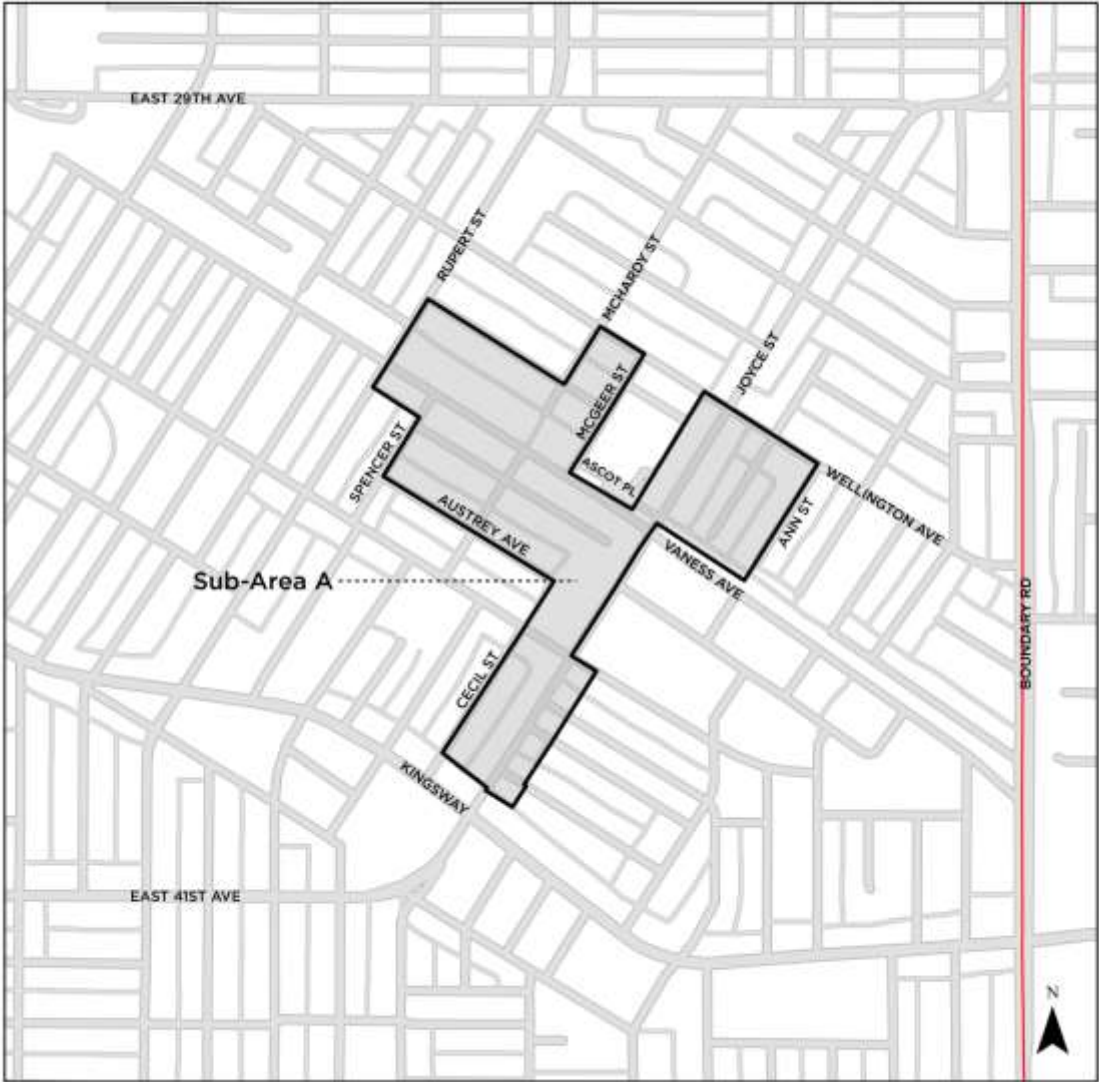 EAST 29TH AVE
RUPERT ST
MCHARDY ST
JOYCE ST
MCGEER ST
SPENCER ST
ASCOT PL
WELLINGTON AVE
AUSTREY AVE
ANN ST
VANESS AVE
Sub-Area A
BOUNDARY RD
CECIL ST
KINGSWAY
EAST 41ST AVE
N